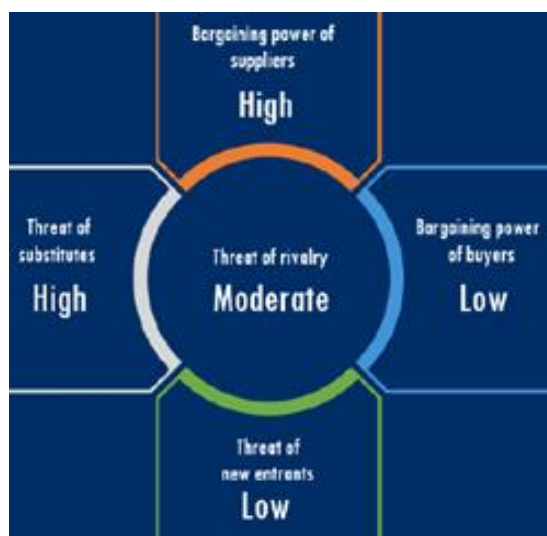 Bargaining power of
suppliers
High
Threat of
substitutes
High
Threat of rivalry
Moderate
Bargaining power
of buyers
Low
Threat of
new entrants
Low